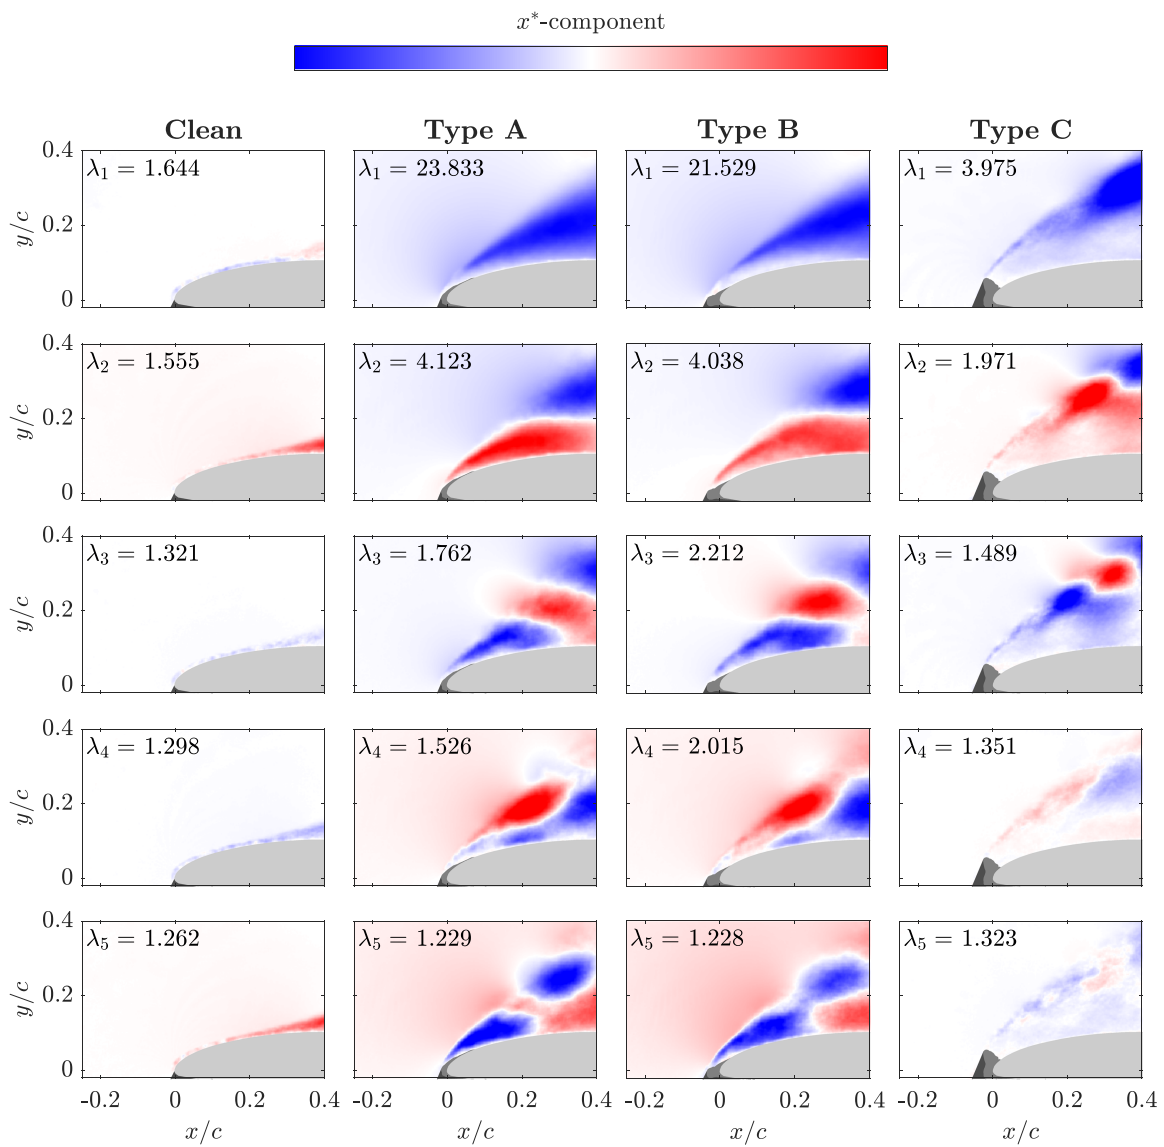 x*-component
Clean Type A Type B Type C
0.4 λ₁ = 1.644 λ₁ = 23.833 λ₁ = 21.529 λ₁ = 3.975
y/c 0.2
0
0.4 λ₂ = 1.555 λ₂ = 4.123 λ₂ = 4.038 λ₂ = 1.971
y/c 0.2
0
0.4 λ₃ = 1.321 λ₃ = 1.762 λ₃ = 2.212 λ₃ = 1.489
y/c 0.2
0
0.4 λ₄ = 1.298 λ₄ = 1.526 λ₄ = 2.015 λ₄ = 1.351
y/c 0.2
0
0.4 λ₅ = 1.262 λ₅ = 1.229 λ₅ = 1.228 λ₅ = 1.323
y/c 0.2
0
-0.2 0 0.2 0.4 -0.2 0 0.2 0.4 -0.2 0 0.2 0.4 -0.2 0 0.2 0.4
x/c x/c x/c x/c